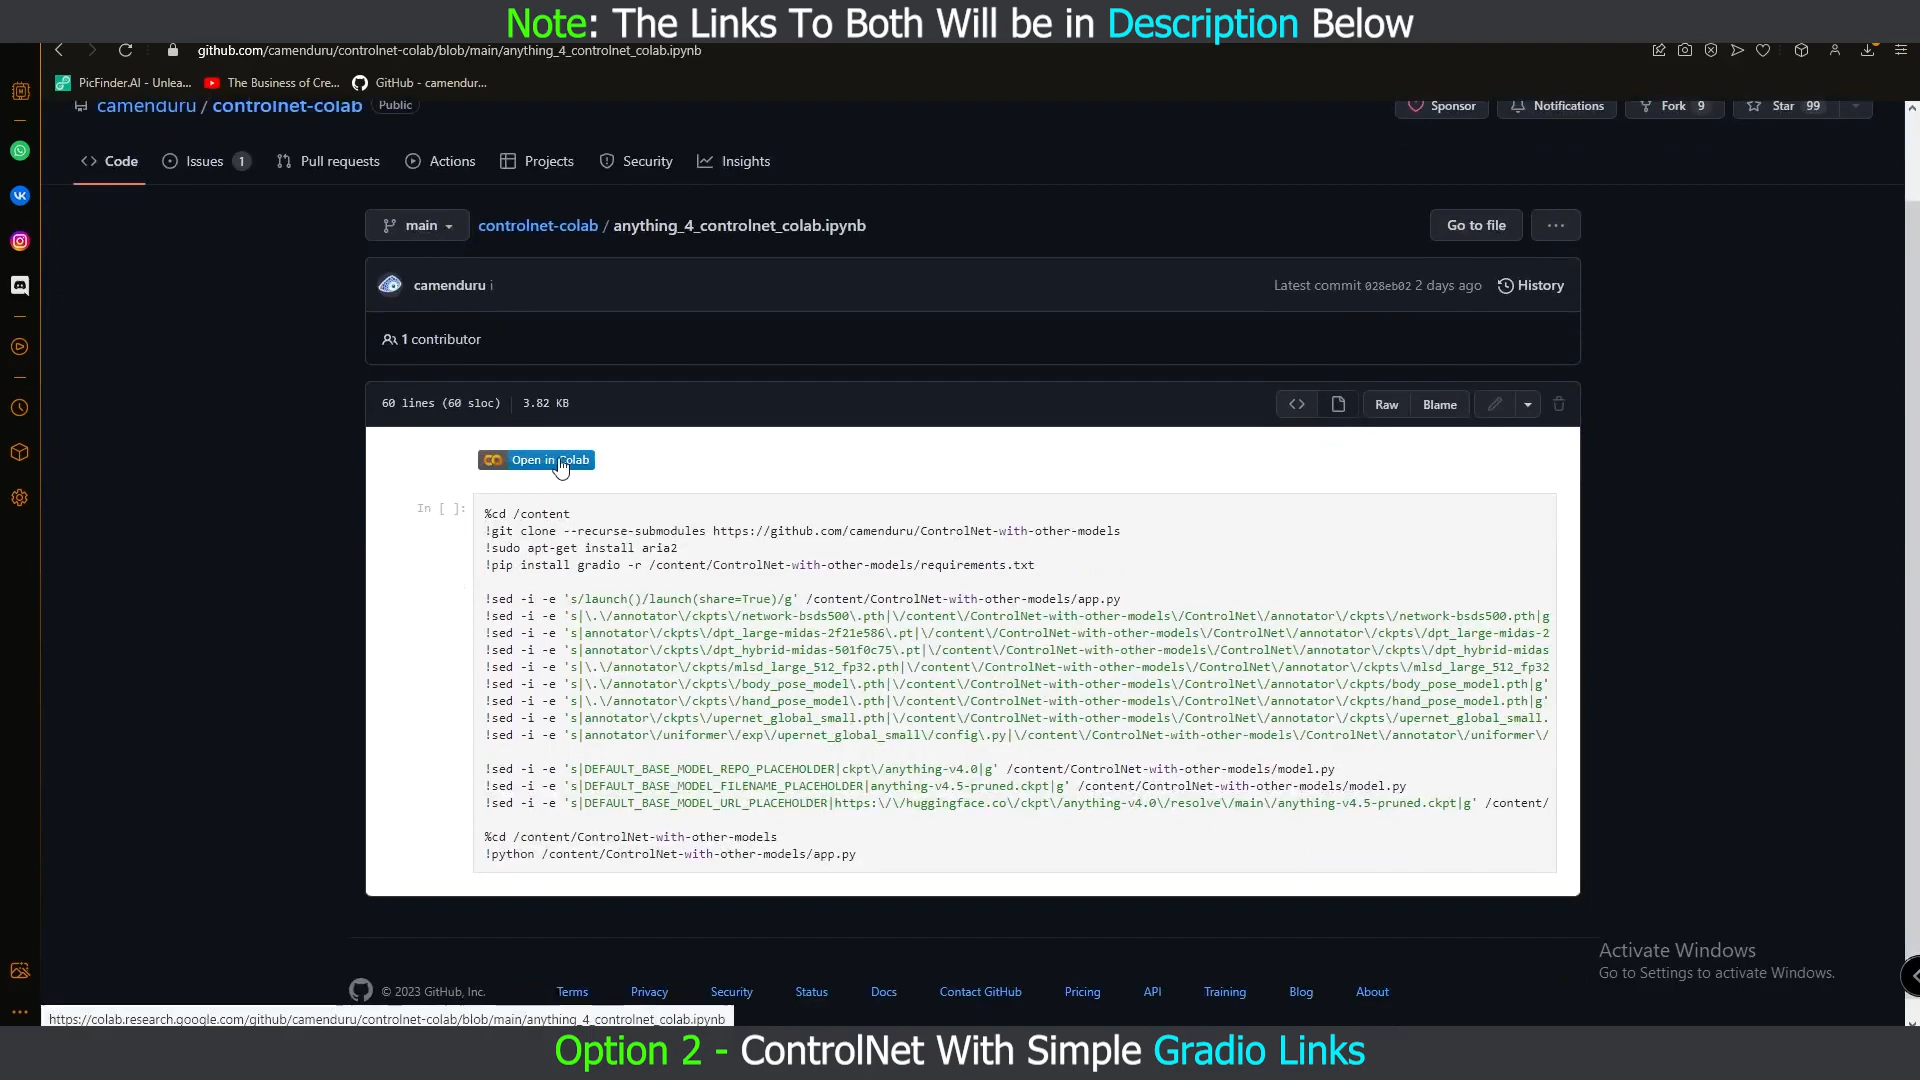 Note: The Links To Both Will be in Description Below
github.com/camenduru/controlnet-colab/blob/main/anything_4_controlnet_colab.ipynb
PicFinder.AI - Unlea... The Business of Cre... GitHub - camendur...
camenduru / controlnet-colab Public
Sponsor Notifications Fork 9 Star 99
Code Issues 1 Pull requests Actions Projects Security Insights
main controlnet-colab / anything_4_controlnet_colab.ipynb Go to file ...
camenduru i Latest commit 028eb02 2 days ago History
1 contributor
60 lines (60 sloc) 3.82 KB Raw Blame
Open in Colab
In [ ]:
%cd /content
!git clone --recurse-submodules https://github.com/camenduru/ControlNet-with-other-models
!sudo apt-get install aria2
!pip install gradio -r /content/ControlNet-with-other-models/requirements.txt
!sed -i -e 's/launch()/launch(share=True)/g' /content/ControlNet-with-other-models/app.py
!sed -i -e 's|\.\/annotator\/ckpts\/network-bsds500\.pth|\/content\/ControlNet-with-other-models\/ControlNet\/annotator\/ckpts\/network-bsds500.pth|g
!sed -i -e 's|annotator\/ckpts\/dpt_large-midas-2f21e586\.pt|\/content\/ControlNet-with-other-models\/ControlNet\/annotator\/ckpts\/dpt_large-midas-2
!sed -i -e 's|annotator\/ckpts\/dpt_hybrid-midas-501f0c75\.pt|\/content\/ControlNet-with-other-models\/ControlNet\/annotator\/ckpts\/dpt_hybrid-midas
!sed -i -e 's|\.\/annotator\/ckpts/mlsd_large_512_fp32.pth|\/content\/ControlNet-with-other-models\/ControlNet\/annotator\/ckpts\/mlsd_large_512_fp32
!sed -i -e 's|\.\/annotator\/ckpts\/body_pose_model\.pth|\/content\/ControlNet-with-other-models\/ControlNet\/annotator\/ckpts/body_pose_model.pth|g'
!sed -i -e 's|\.\/annotator\/ckpts\/hand_pose_model\.pth|\/content\/ControlNet-with-other-models\/ControlNet\/annotator\/ckpts/hand_pose_model.pth|g'
!sed -i -e 's|annotator\/ckpts\/upernet_global_small.pth|\/content\/ControlNet-with-other-models\/ControlNet\/annotator\/ckpts\/upernet_global_small.
!sed -i -e 's|annotator\/uniformer\/exp\/upernet_global_small\/config\.py|\/content\/ControlNet-with-other-models\/ControlNet\/annotator\/uniformer\/
!sed -i -e 's|DEFAULT_BASE_MODEL_REPO_PLACEHOLDER|ckpt\/anything-v4.0|g' /content/ControlNet-with-other-models/model.py
!sed -i -e 's|DEFAULT_BASE_MODEL_FILENAME_PLACEHOLDER|anything-v4.5-pruned.ckpt|g' /content/ControlNet-with-other-models/model.py
!sed -i -e 's|DEFAULT_BASE_MODEL_URL_PLACEHOLDER|https:\/\/huggingface.co\/ckpt\/anything-v4.0\/resolve\/main\/anything-v4.5-pruned.ckpt|g' /content/
%cd /content/ControlNet-with-other-models
!python /content/ControlNet-with-other-models/app.py
Activate Windows
Go to Settings to activate Windows.
© 2023 GitHub, Inc. Terms Privacy Security Status Docs Contact GitHub Pricing API Training Blog About
https://colab.research.google.com/github/camenduru/controlnet-colab/blob/main/anything_4_controlnet_colab.ipynb
Option 2 - ControlNet With Simple Gradio Links